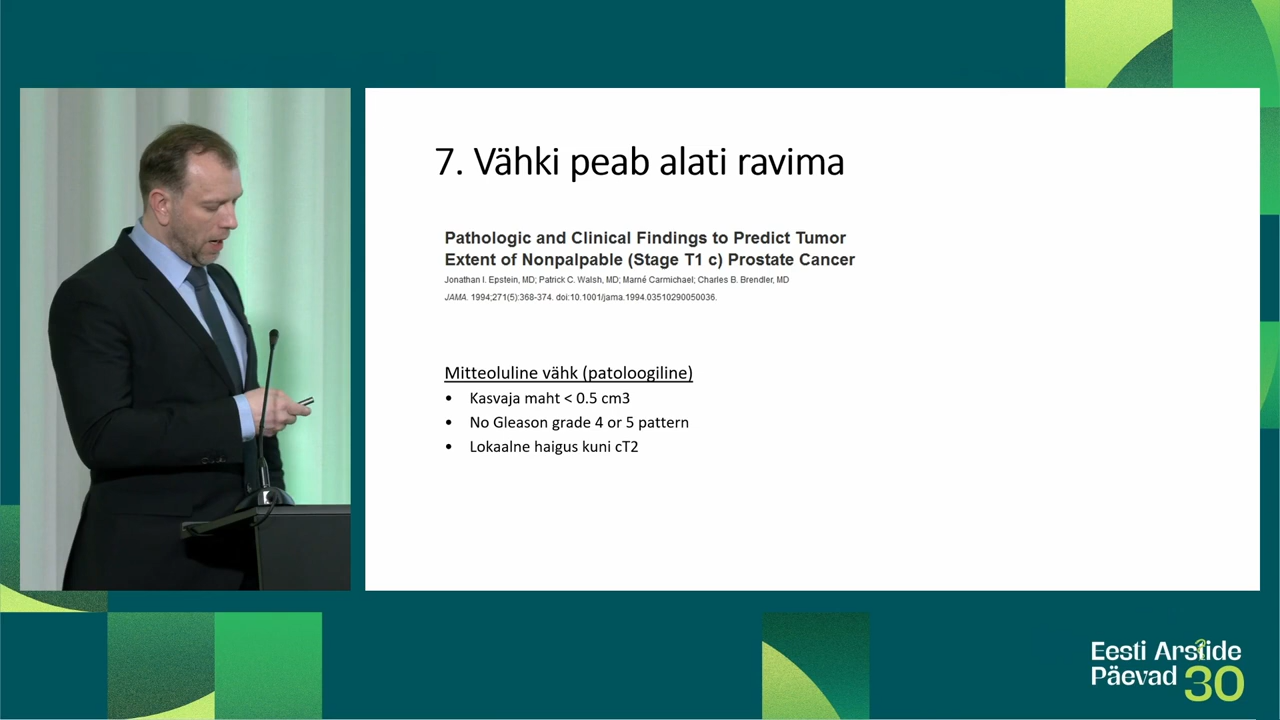 7. Vähki peab alati ravima
Pathologic and Clinical Findings to Predict Tumor
Extent of Nonpalpable (Stage T1 c) Prostate Cancer
Jonathan I. Epstein, MD; Patrick C. Walsh, MD; Marné Carmichael; Charles B. Brendler, MD
JAMA. 1994;271(5):368-374. doi:10.1001/jama.1994.03510290050036.
Mitteoluline vähk (patoloogiline)
• Kasvaja maht < 0.5 cm3
• No Gleason grade 4 or 5 pattern
• Lokaalne haigus kuni cT2
Eesti Arstide
Päevad 30